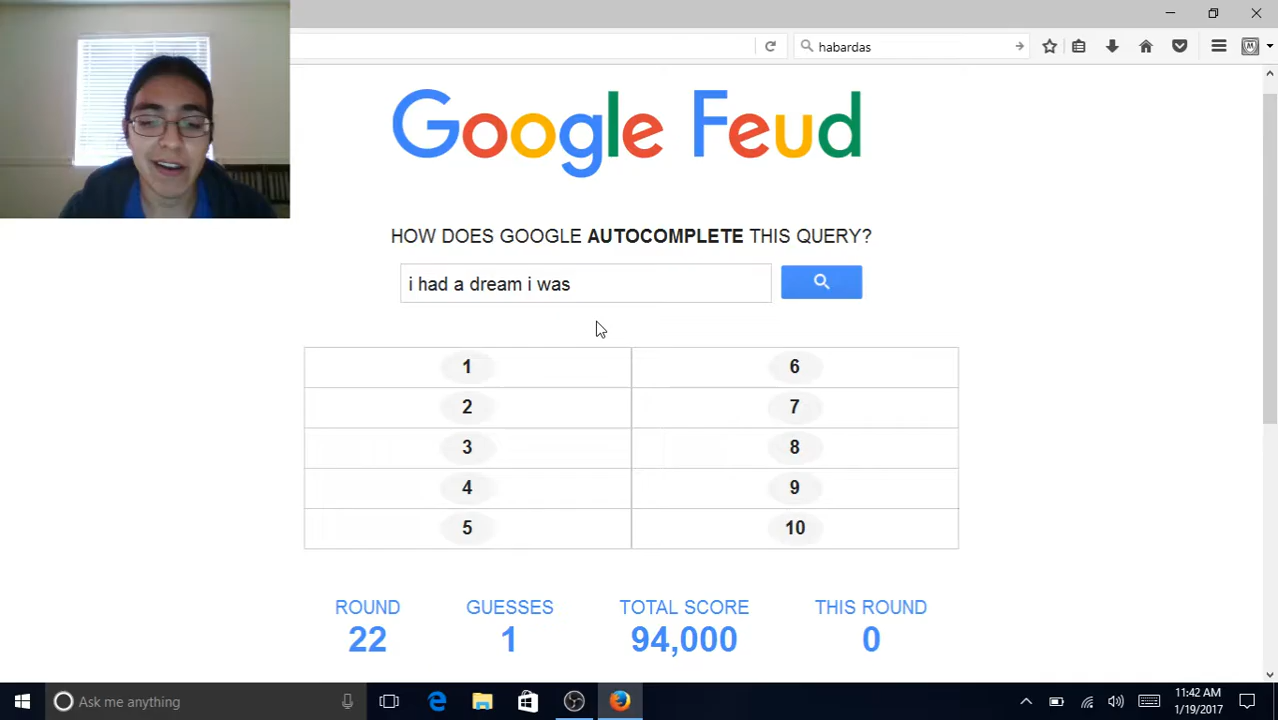 habardas
Google Feud
HOW DOES GOOGLE AUTOCOMPLETE THIS QUERY?
i had a dream i was
1 6
2 7
3 8
4 9
5 10
ROUND GUESSES TOTAL SCORE THIS ROUND
22 1 94,000 0
Ask me anything
11:42 AM
1/19/2017